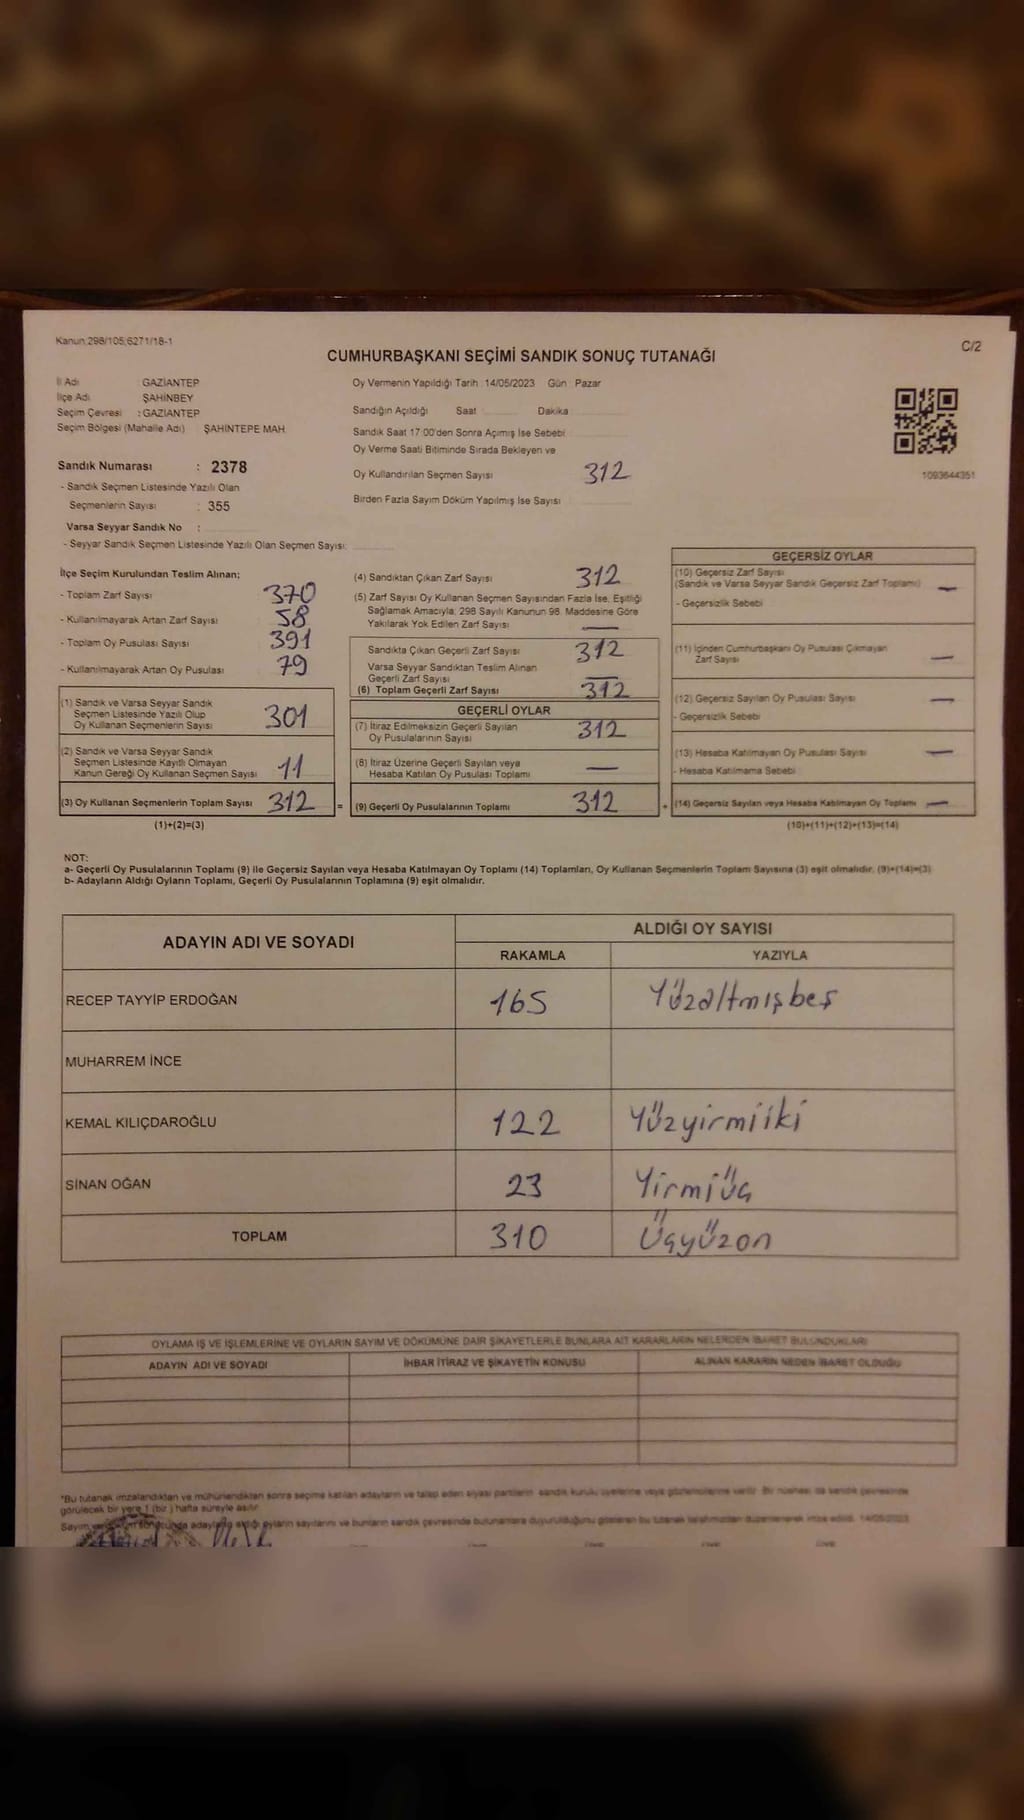 Kanun:298/105,6271/18-1
C/2
CUMHURBAŞKANI SEÇİMİ SANDIK SONUÇ TUTANAĞI
İl Adı GAZİANTEP
İlçe Adı ŞAHİNBEY
Seçim Çevresi : GAZİANTEP
Seçim Bölgesi (Mahalle Adı) ŞAHİNTEPE MAH.
Sandık Numarası : 2378
- Sandık Seçmen Listesinde Yazılı Olan
Seçmenlerin Sayısı : 355
Varsa Seyyar Sandık No :
- Seyyar Sandık Seçmen Listesinde Yazılı Olan Seçmen Sayısı:
Oy Vermenin Yapıldığı Tarih : 14/05/2023 Gün : Pazar
Sandığın Açıldığı Saat Dakika
Sandık Saat 17:00'den Sonra Açımış İse Sebebi
Oy Verme Saati Bitiminde Sırada Bekleyen ve
Oy Kullandırılan Seçmen Sayısı 312
Birden Fazla Sayım Döküm Yapılmış İse Sayısı
1093644351
İlçe Seçim Kurulundan Teslim Alınan;
- Toplam Zarf Sayısı 370
- Kullanılmayarak Artan Zarf Sayısı 58
- Toplam Oy Pusulası Sayısı 391
- Kullanılmayarak Artan Oy Pusulası 79
(1) Sandık ve Varsa Seyyar Sandık
Seçmen Listesinde Yazılı Olup
Oy Kullanan Seçmenlerin Sayısı 301
(2) Sandık ve Varsa Seyyar Sandık
Seçmen Listesinde Kayıtlı Olmayan
Kanun Gereği Oy Kullanan Seçmen Sayısı 11
(3) Oy Kullanan Seçmenlerin Toplam Sayısı 312 =
(1)+(2)=(3)
(4) Sandıktan Çıkan Zarf Sayısı 312
(5) Zarf Sayısı Oy Kullanan Seçmen Sayısından Fazla İse, Eşitliği
Sağlamak Amacıyla, 298 Sayılı Kanunun 98. Maddesine Göre
Yakılarak Yok Edilen Zarf Sayısı —
Sandıkta Çıkan Geçerli Zarf Sayısı 312
Varsa Seyyar Sandıktan Teslim Alınan
Geçerli Zarf Sayısı —
(6) Toplam Geçerli Zarf Sayısı 312
GEÇERLİ OYLAR
(7) İtiraz Edilmeksizin Geçerli Sayılan
Oy Pusulalarının Sayısı 312
(8) İtiraz Üzerine Geçerli Sayılan veya
Hesaba Katılan Oy Pusulası Toplamı —
(9) Geçerli Oy Pusulalarının Toplamı 312 +
GEÇERSİZ OYLAR
(10) Geçersiz Zarf Sayısı
(Sandık ve Varsa Seyyar Sandık Geçersiz Zarf Toplamı) —
- Geçersizlik Sebebi
(11) İçinden Cumhurbaşkanı Oy Pusulası Çıkmayan
Zarf Sayısı —
(12) Geçersiz Sayılan Oy Pusulası Sayısı —
- Geçersizlik Sebebi
(13) Hesaba Katılmayan Oy Pusulası Sayısı —
- Hesaba Katılmama Sebebi
(14) Geçersiz Sayılan veya Hesaba Katılmayan Oy Toplamı —
(10)+(11)+(12)+(13)=(14)
NOT:
a- Geçerli Oy Pusulalarının Toplamı (9) ile Geçersiz Sayılan veya Hesaba Katılmayan Oy Toplamı (14) Toplamları, Oy Kullanan Seçmenlerin Toplam Sayısına (3) eşit olmalıdır. (9)+(14)=(3)
b- Adayların Aldığı Oyların Toplamı, Geçerli Oy Pusulalarının Toplamına (9) eşit olmalıdır.
ADAYIN ADI VE SOYADI ALDIĞI OY SAYISI
RAKAMLA YAZIYLA
RECEP TAYYİP ERDOĞAN 165 Yüzaltmışbeş
MUHARREM İNCE
KEMAL KILIÇDAROĞLU 122 Yüzyirmiiki
SİNAN OĞAN 23 Yirmiüç
TOPLAM 310 Üçyüzon
OYLAMA İŞ VE İŞLEMLERİNE VE OYLARIN SAYIM VE DÖKÜMÜNE DAİR ŞİKAYETLERLE BUNLARA AİT KARARLARIN NELERDEN İBARET BULUNDUKLARI
ADAYIN ADI VE SOYADI İHBAR İTİRAZ VE ŞİKAYETİN KONUSU ALINAN KARARIN NEDEN İBARET OLDUĞU
*Bu tutanak imzalandıktan ve mühürlendikten sonra seçime katılan adayların ve talep eden siyasi partilerin sandık kurulu üyelerine veya gözlemcilerine verilir. Bir nüshası da sandık çevresinde
görülecek bir yere 1 (bir) hafta süreyle asılır.
Sayım ve adayların aldığı oyların sayılarını ve bunların sandık çevresinde bulunanlara duyurulduğunu gösteren bu tutanak tarafımızdan düzenlenerek imza edildi. 14/05/2023